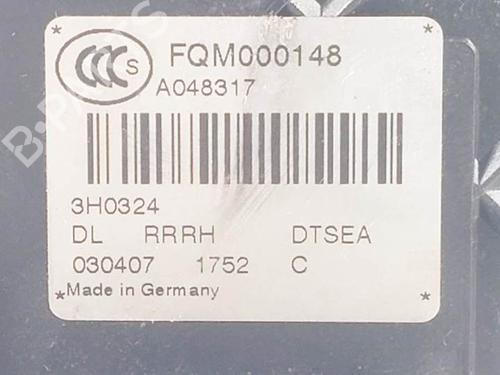 CCC S FQM000148
A048317
3H0324
DL RRRH DTSEA
030407 1752 C
*Made in Germany *